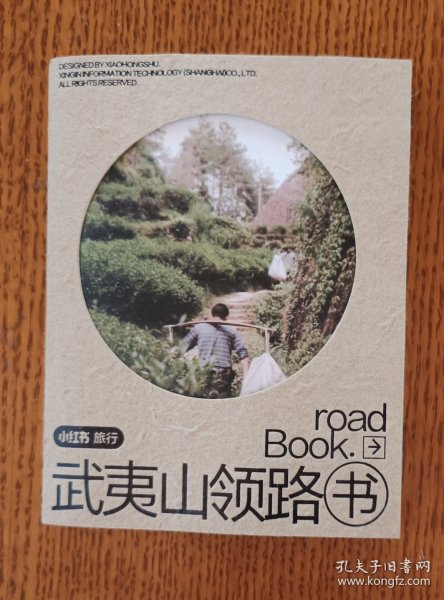 DESIGNED BY XIAOHONGSHU.
XINGIN INFORMATION TECHNOLOGY (SHANGHAI)CO., LTD.
ALL RIGHTS RESERVED.
road
Book.
小红书 旅行
武夷山领路书
孔夫子旧书网
www.kongfz.com